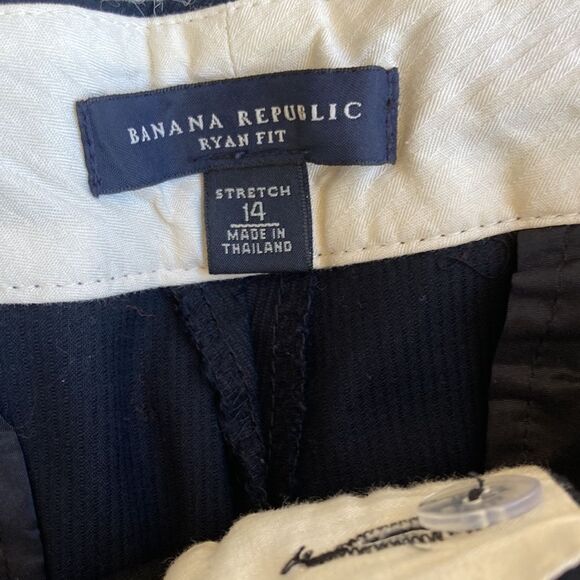 BANANA REPUBLIC
RYAN FIT
STRETCH
14
MADE IN
THAILAND